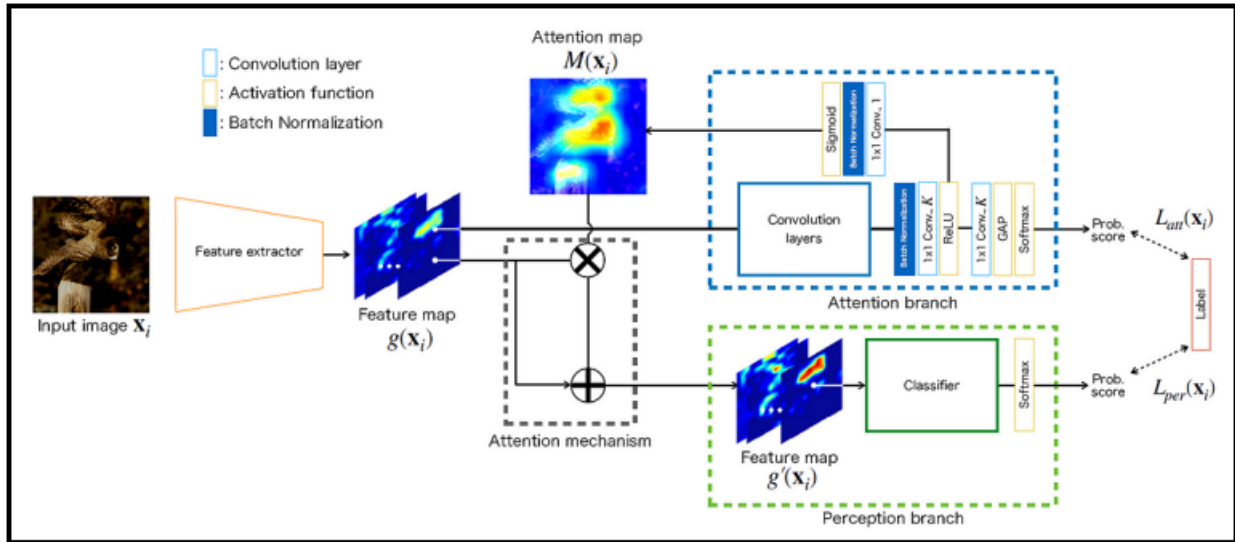 : Convolution layer
: Activation function
: Batch Normalization
Attention map
M(𝐱ᵢ)
Sigmoid
Batch Normalization
1x1 Conv., 1
Input image 𝐱ᵢ
Feature extractor
Feature map
g(𝐱ᵢ)
Convolution
layers
Batch Normalization
1x1 Conv., K
ReLU
1x1 Conv., K
GAP
Softmax
Attention branch
Prob.
score
L_att(𝐱ᵢ)
Label
Attention mechanism
Feature map
g′(𝐱ᵢ)
Classifier
Softmax
Perception branch
Prob.
score
L_per(𝐱ᵢ)